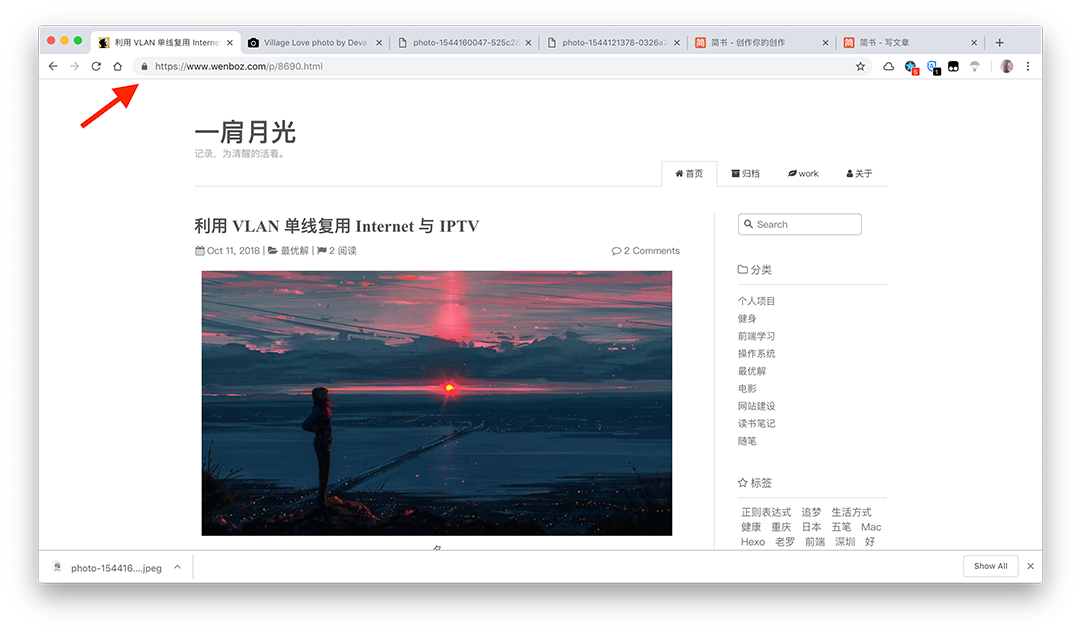 利用 VLAN 单线复用 Interne
Village Love photo by Deva
photo-1544160047-525c2
photo-1544121378-0326a
简 简书 - 创作你的创作
简 简书 - 写文章
https://www.wenboz.com/p/8690.html
5
1
一肩月光
记录，为清醒的活着。
首页
归档
work
关于
利用 VLAN 单线复用 Internet 与 IPTV
Oct 11, 2018 | 最优解 | 2 阅读
2 Comments
Search
分类
个人项目
健身
前端学习
操作系统
最优解
电影
网站建设
读书笔记
随笔
标签
正则表达式 追梦 生活方式
健康 重庆 日本 五笔 Mac
Hexo 老罗 前端 深圳 好
photo-154416....jpeg
Show All